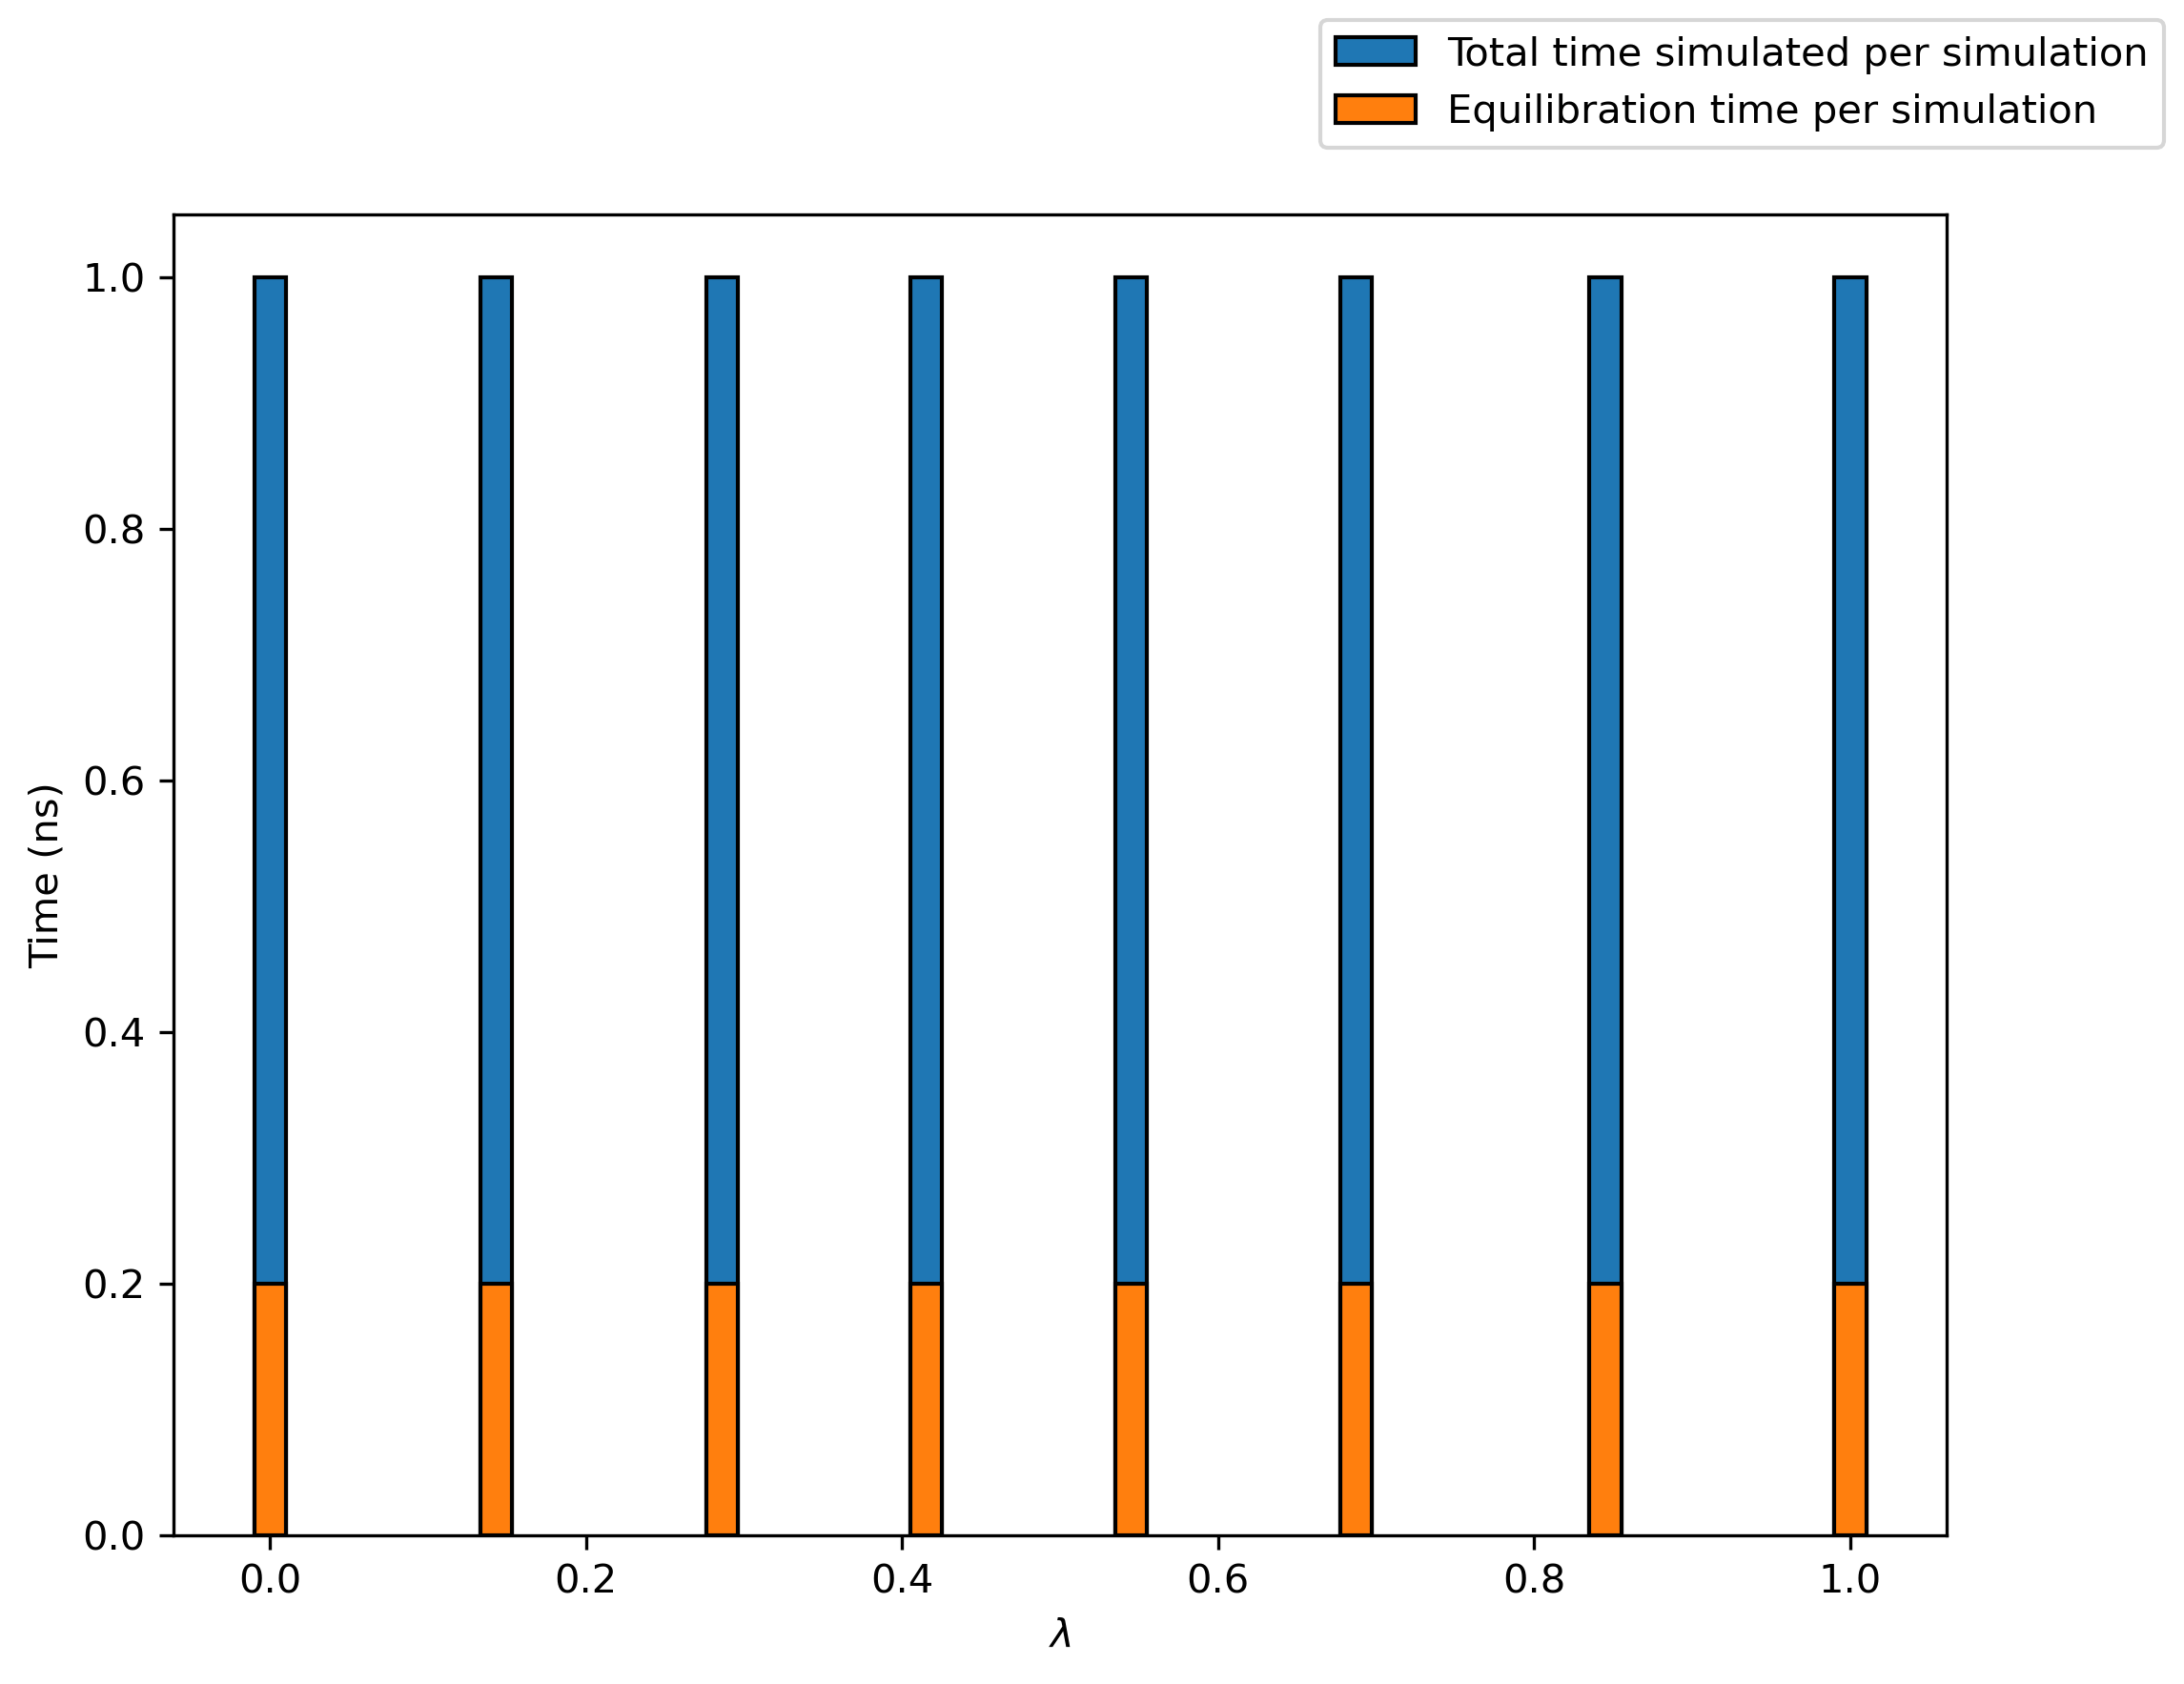 Total time simulated per simulation
Equilibration time per simulation
1.0
0.8
0.6
0.4
0.2
0.0
Time (ns)
0.0 0.2 0.4 0.6 0.8 1.0
λ